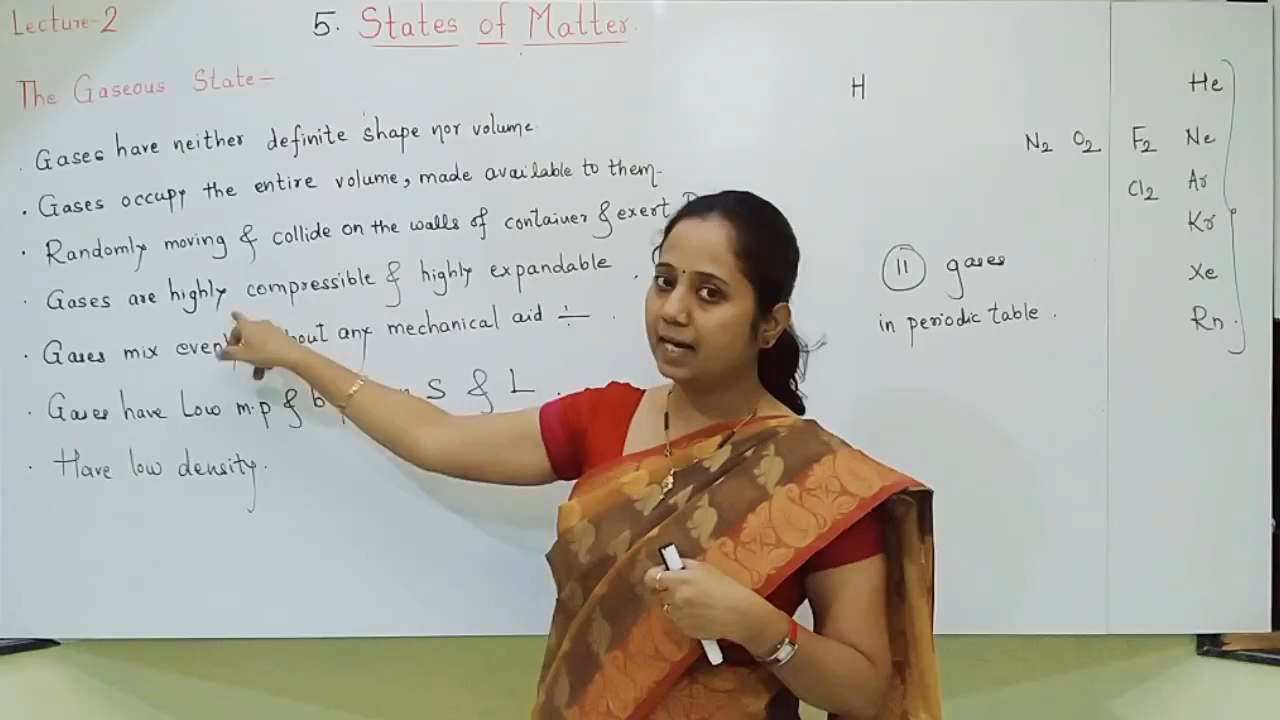 Lecture-2
5. States of Matter.
The Gaseous State÷
. Gases have neither definite shape nor volume
. Gases occupy the entire volume, made available to them.
. Randomly moving & collide on the walls of container & exert
. Gases are highly compressible & highly expandable .
. Gases mix any mechanical aid ÷ .
. Gases have Low m.p & S & L .
. Have low density.
H
He
N2 O2 F2 Ne
Cl2 Ar
Kr
Xe
Rn.
11 gases
in periodic table .